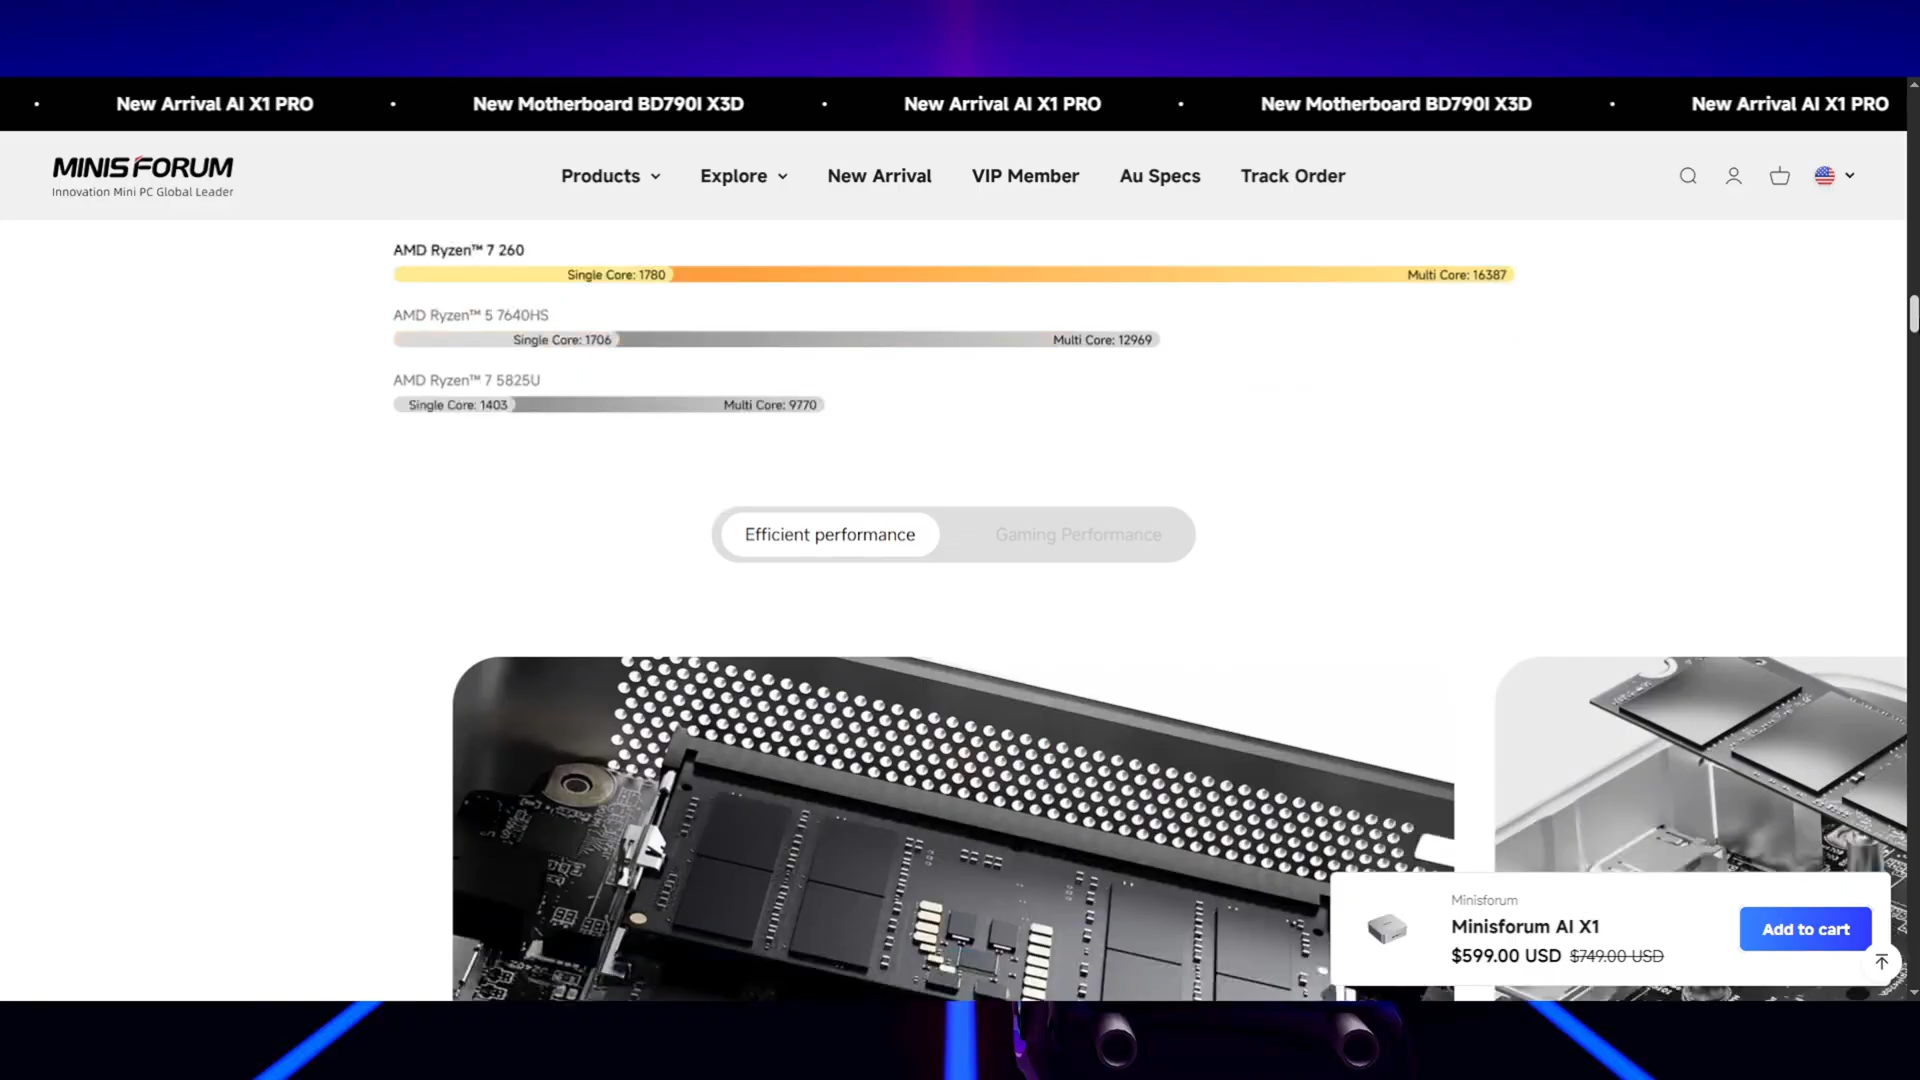 New Arrival AI X1 PRO • New Motherboard BD790I X3D • New Arrival AI X1 PRO • New Motherboard BD790I X3D • New Arrival AI X1 PRO
MINISFORUM
Innovation Mini PC Global Leader
Products Explore New Arrival VIP Member Au Specs Track Order
AMD Ryzen™ 7 260
Single Core: 1780 Multi Core: 16387
AMD Ryzen™ 5 7640HS
Single Core: 1706 Multi Core: 12969
AMD Ryzen™ 7 5825U
Single Core: 1403 Multi Core: 9770
Efficient performance Gaming Performance
Minisforum
Minisforum AI X1
$599.00 USD $749.00 USD
Add to cart